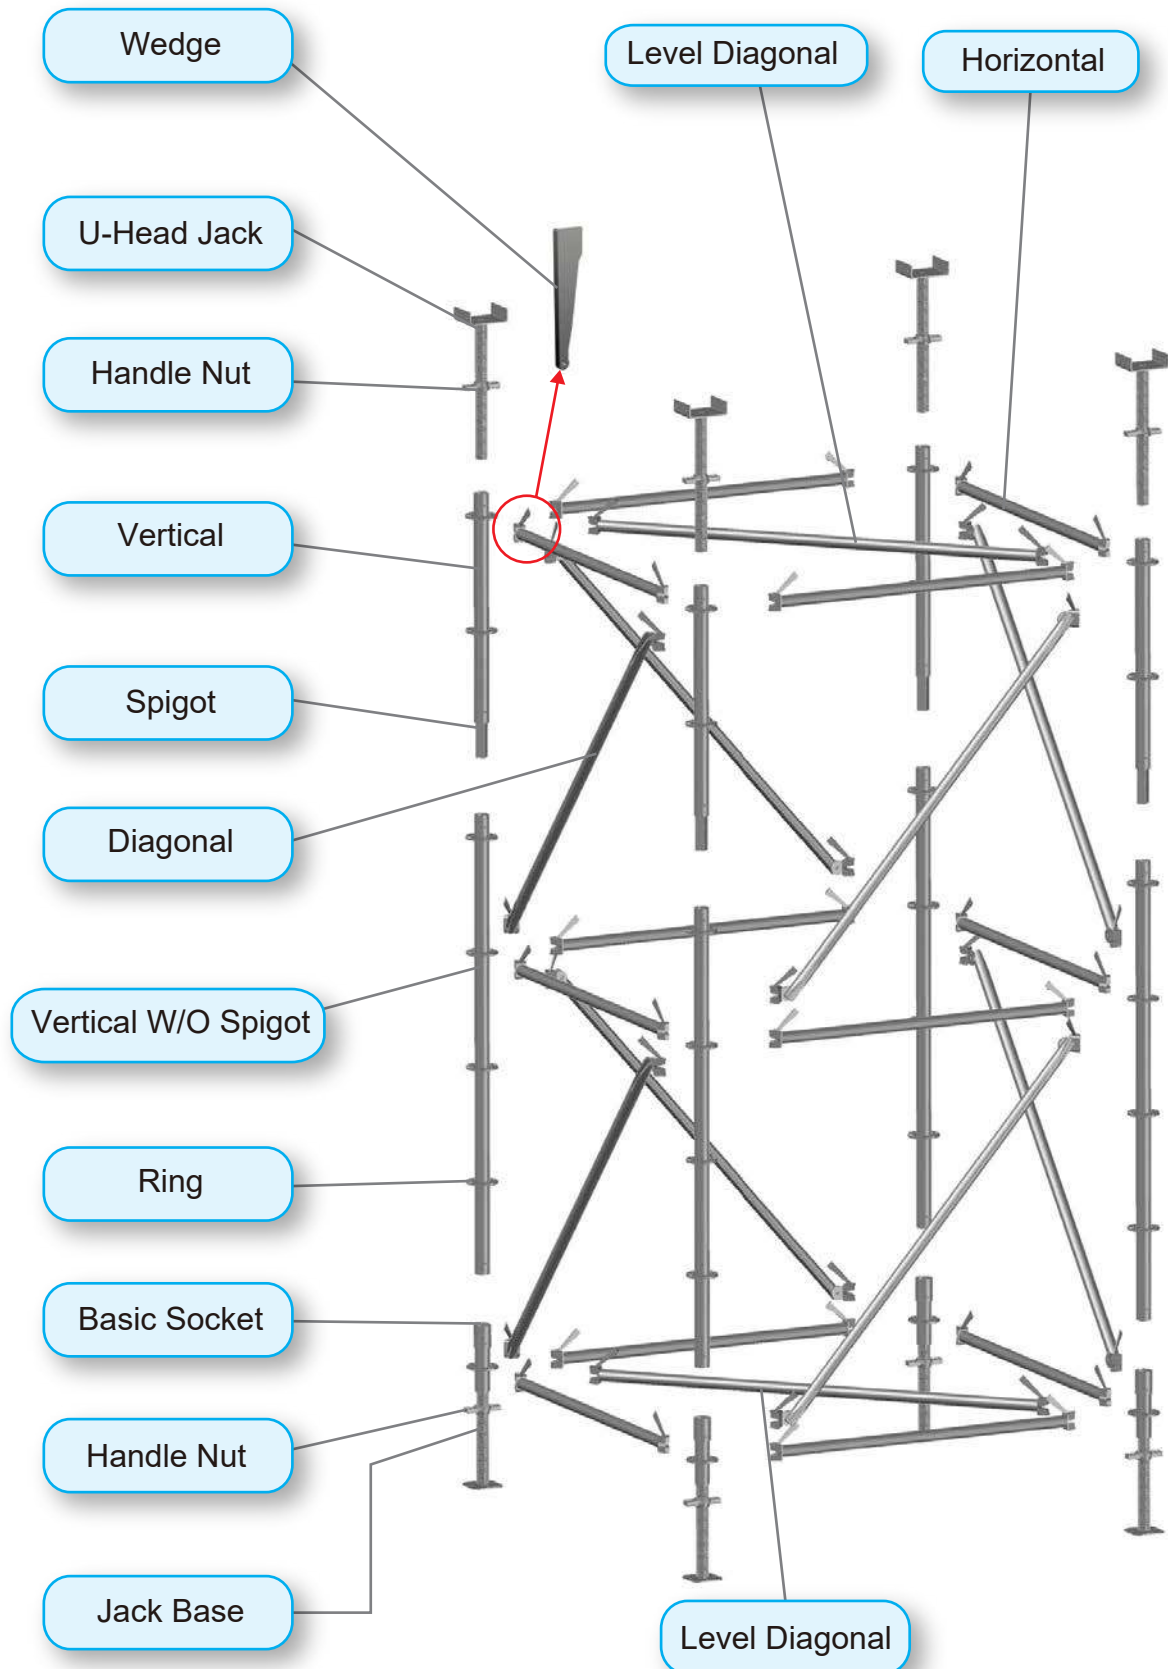 Wedge
Level Diagonal
Horizontal
U-Head Jack
Handle Nut
Vertical
Spigot
Diagonal
Vertical W/O Spigot
Ring
Basic Socket
Handle Nut
Jack Base
Level Diagonal